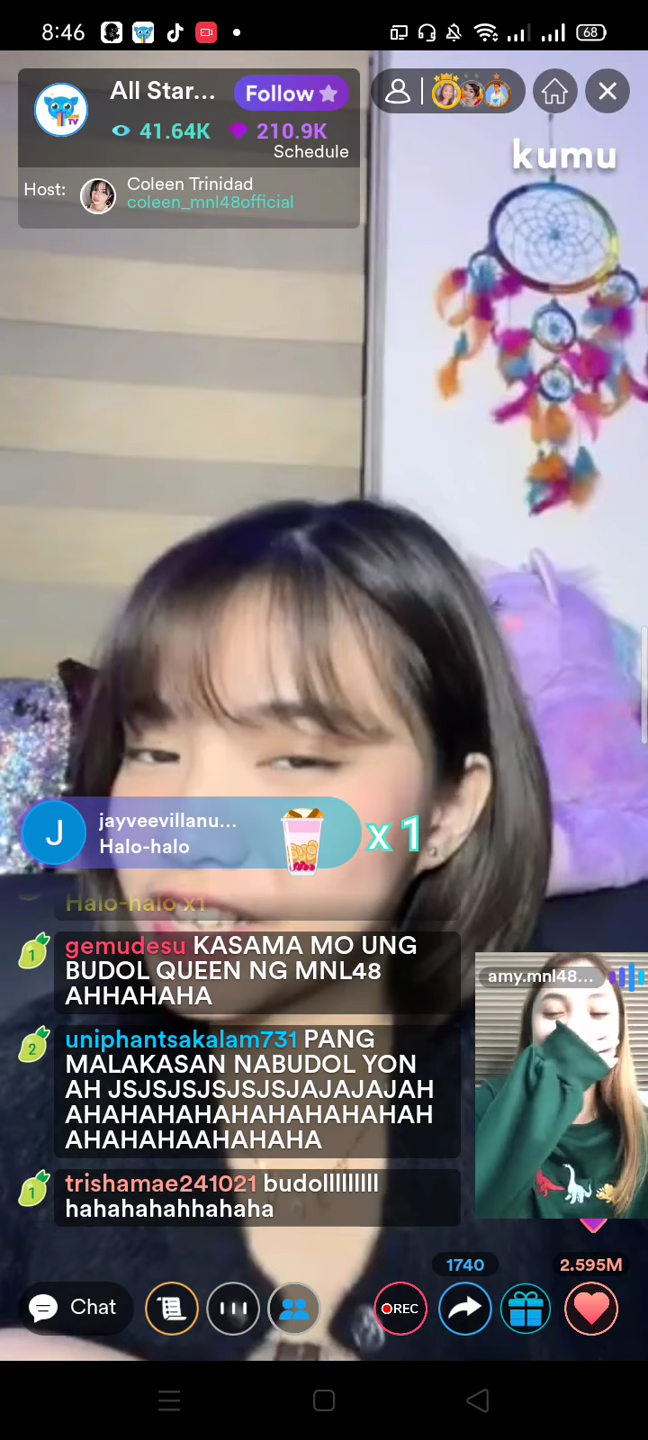 8:46
68
All Star...
Follow
41.64K
210.9K
Schedule
Host:
Coleen Trinidad
coleen_mnl48official
TV
kumu
J
jayveevillanu...
Halo-halo
x 1
Halo-halo x1
1
gemudesu KASAMA MO UNG
BUDOL QUEEN NG MNL48
AHHAHAHA
2
uniphantsakalam731 PANG
MALAKASAN NABUDOL YON
AH JSJSJSJSJSJSJAJAJAJAH
AHAHAHAHAHAHAHAHAHAH
AHAHAHAAHAHAHA
1
trishamae241021 budolllllllll
hahahahahhahaha
amy.mnl48...
1740
2.595M
Chat
REC